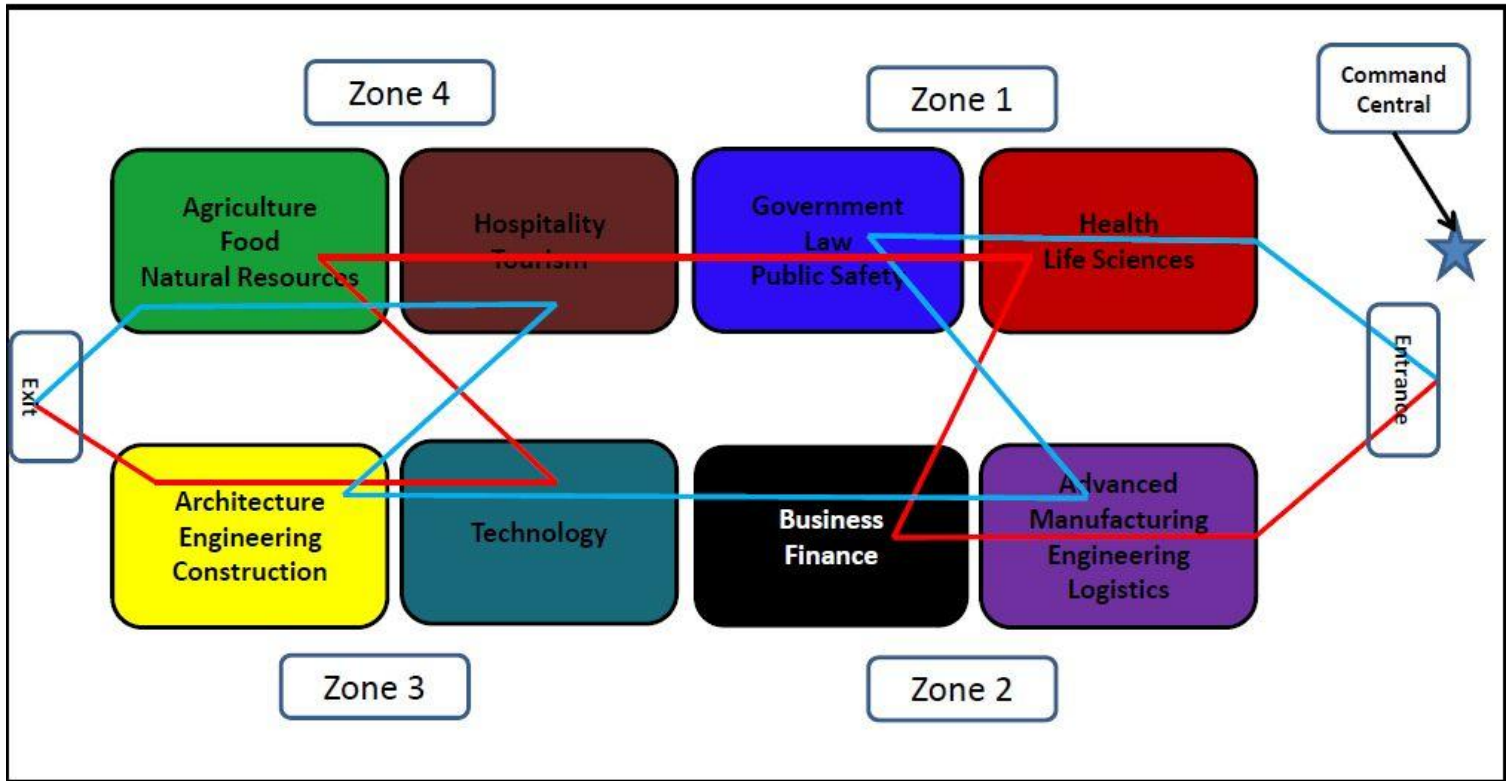 Zone 4
Zone 1
Command
Central
Agriculture
Food
Natural Resources
Hospitality
Tourism
Government
Law
Public Safety
Health
Life Sciences
Exit
Entrance
Architecture
Engineering
Construction
Technology
Business
Finance
Advanced
Manufacturing
Engineering
Logistics
Zone 3
Zone 2